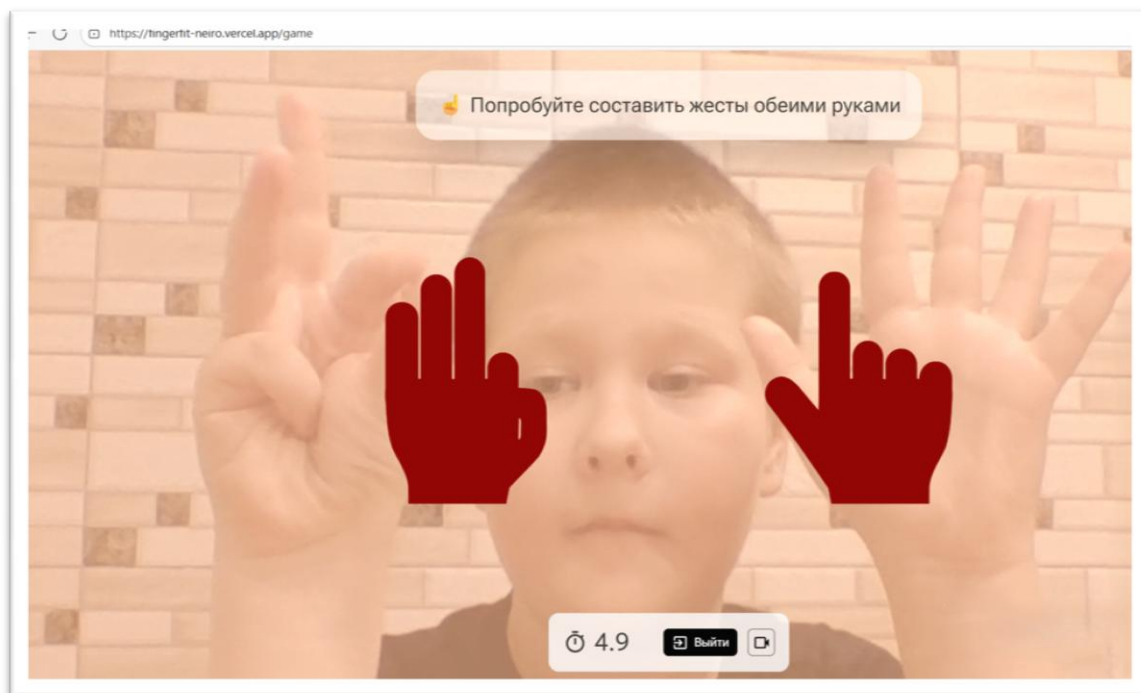 https://fingerfit-neiro.vercel.app/game
☝ Попробуйте составить жесты обеими руками
4.9 Выйти